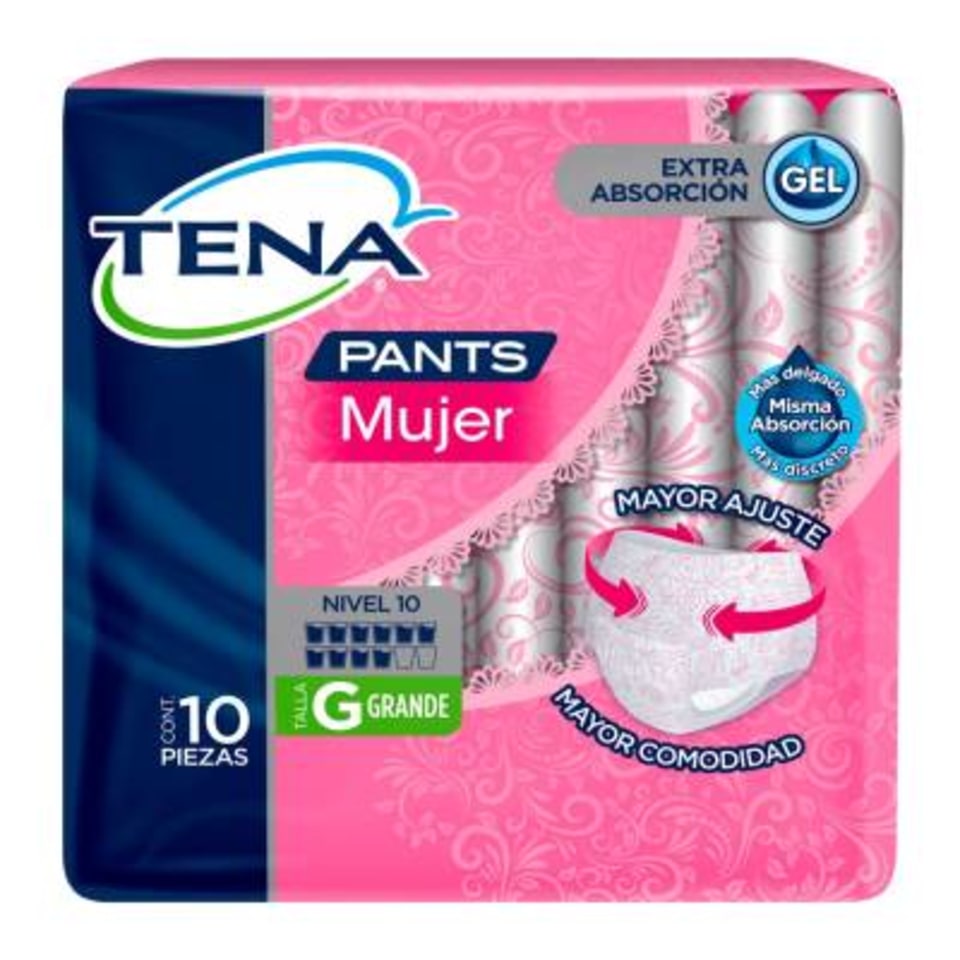 TENA
EXTRA
ABSORCIÓN
GEL
PANTS
Mujer
Más delgado
Misma
Absorción
Más discreto
MAYOR AJUSTE
NIVEL 10
TALLA
G GRANDE
CONT.
10
PIEZAS
MAYOR COMODIDAD